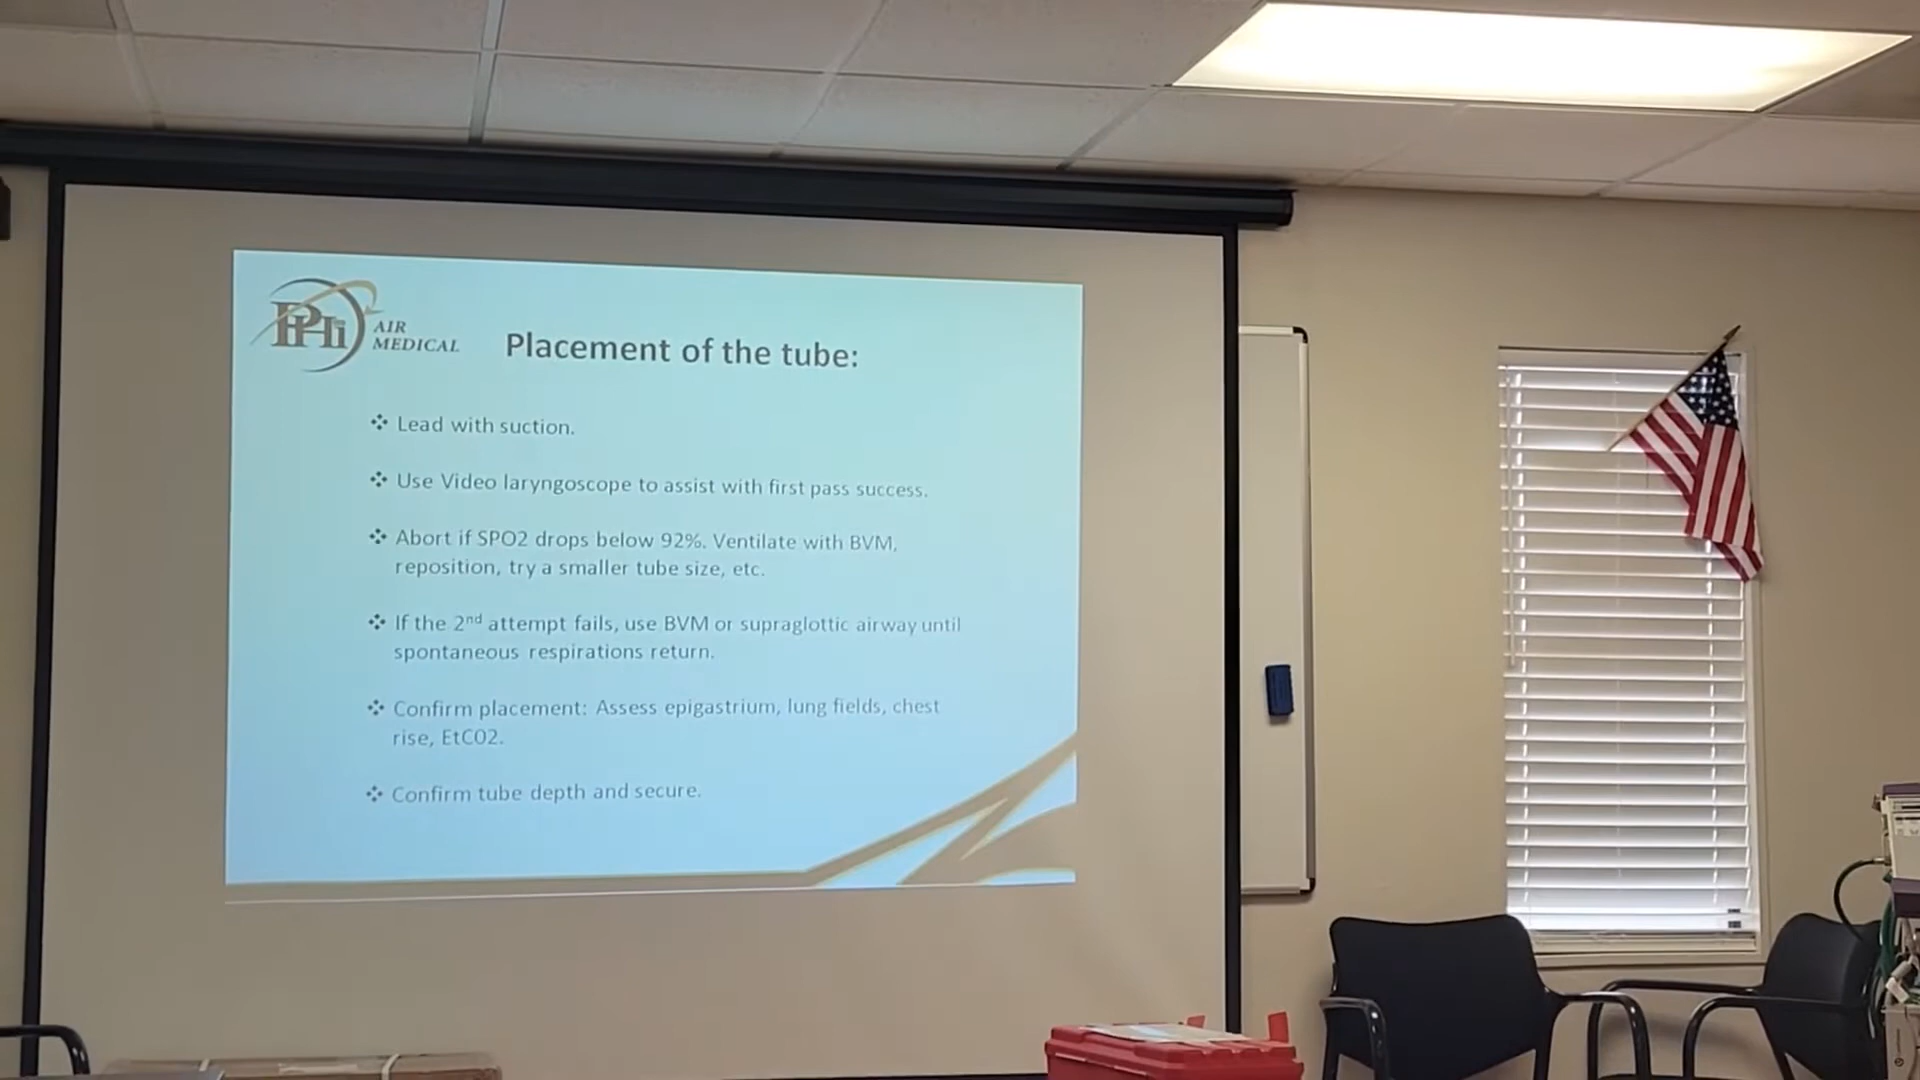 PHi AIR
MEDICAL
Placement of the tube:
Lead with suction.
Use Video laryngoscope to assist with first pass success.
Abort if SPO2 drops below 92%. Ventilate with BVM,
reposition, try a smaller tube size, etc.
If the 2nd attempt fails, use BVM or supraglottic airway until
spontaneous respirations return.
Confirm placement: Assess epigastrium, lung fields, chest
rise, EtCO2.
Confirm tube depth and secure.